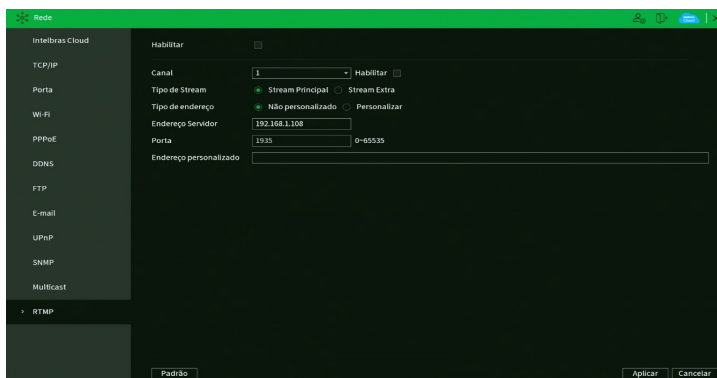 Rede
Intelbras Cloud
TCP/IP
Porta
Wi-Fi
PPPoE
DDNS
FTP
E-mail
UPnP
SNMP
Multicast
RTMP
Habilitar
Canal 1 Habilitar
Tipo de Stream Stream Principal Stream Extra
Tipo de endereço Não personalizado Personalizar
Endereço Servidor 192.168.1.108
Porta 1935 0~65535
Endereço personalizado
Padrão Aplicar Cancelar